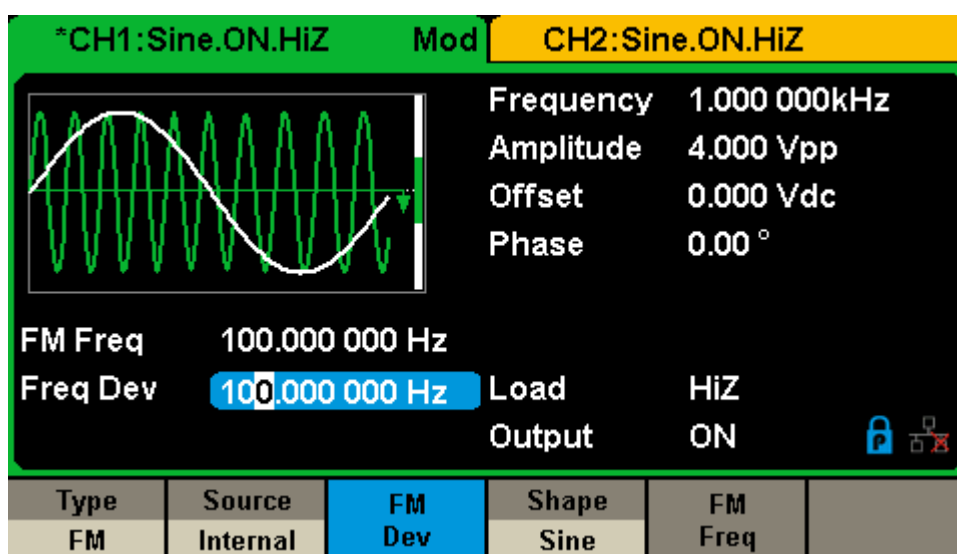 *CH1:Sine.ON.HiZ Mod CH2:Sine.ON.HiZ
Frequency 1.000 000kHz
Amplitude 4.000 Vpp
Offset 0.000 Vdc
Phase 0.00 °
FM Freq 100.000 000 Hz
Freq Dev 100.000 000 Hz Load HiZ
Output ON P
Type Source FM Shape FM
FM Internal Dev Sine Freq